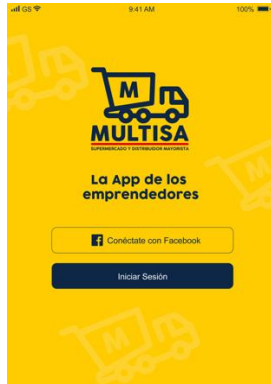 GS 9:41 AM 100%
M
MULTISA
SUPERMERCADO Y DISTRIBUIDOR MAYORISTA
La App de los
emprendedores
Conéctate con Facebook
Iniciar Sesión